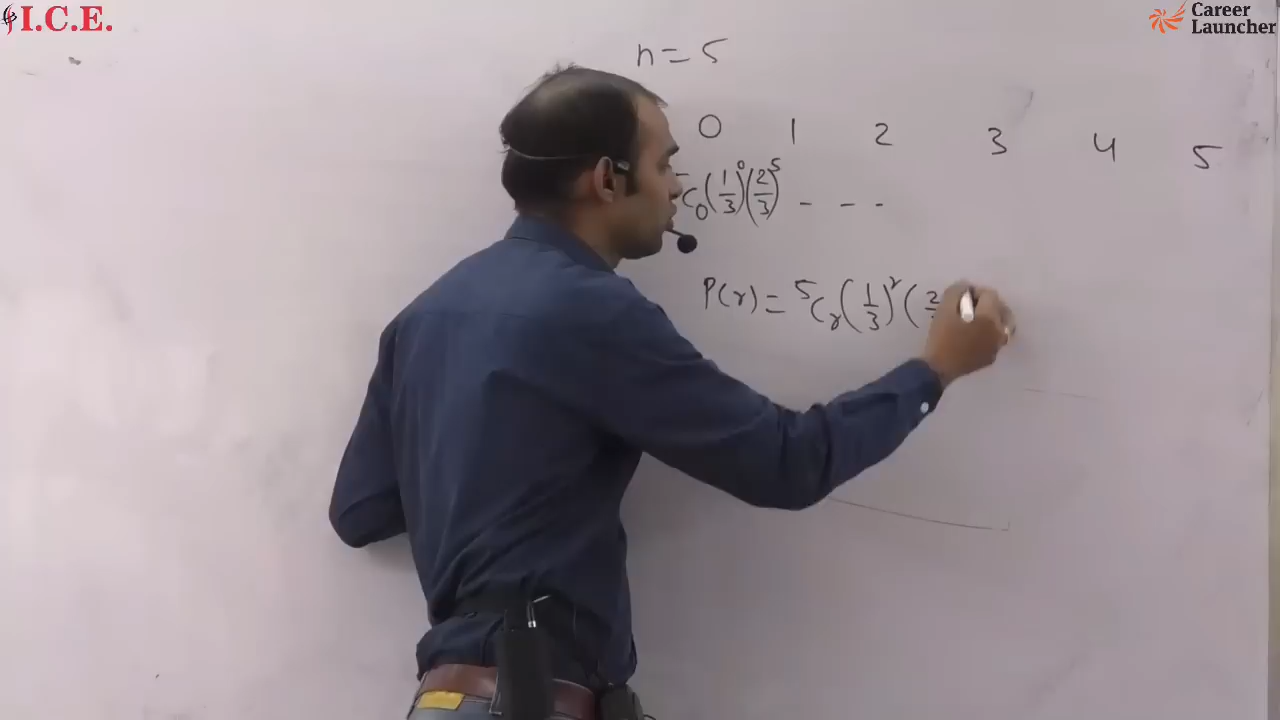 I.C.E.
Career
Launcher
n = 5
0 1 2 3 4 5
C₀(1/3)⁰(2/3)⁵ - - -
P(r) = ⁵Cᵣ(1/3)ʳ(2